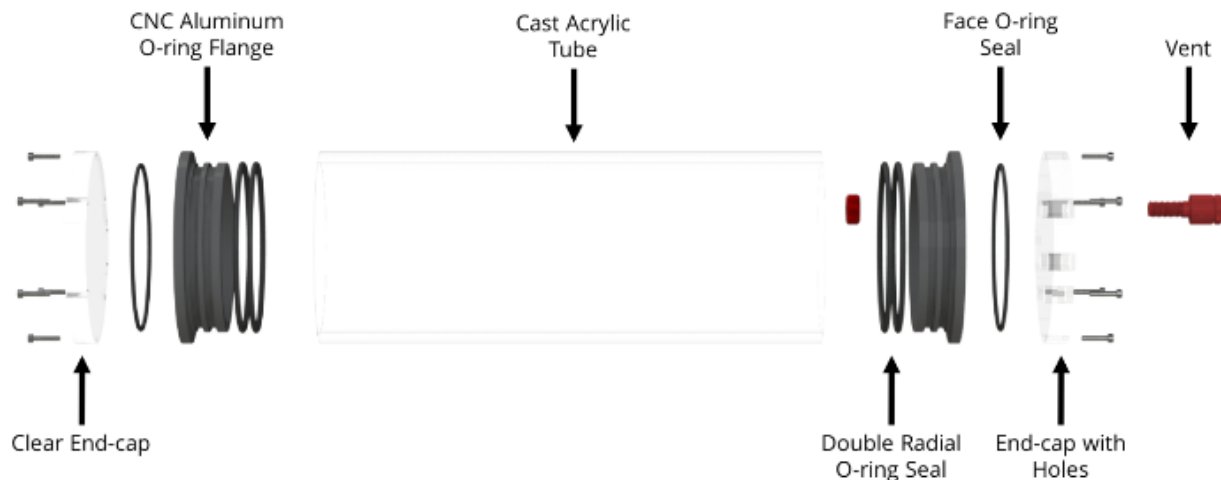 CNC Aluminum
O-ring Flange
Cast Acrylic
Tube
Face O-ring
Seal
Vent
Clear End-cap
Double Radial
O-ring Seal
End-cap with
Holes